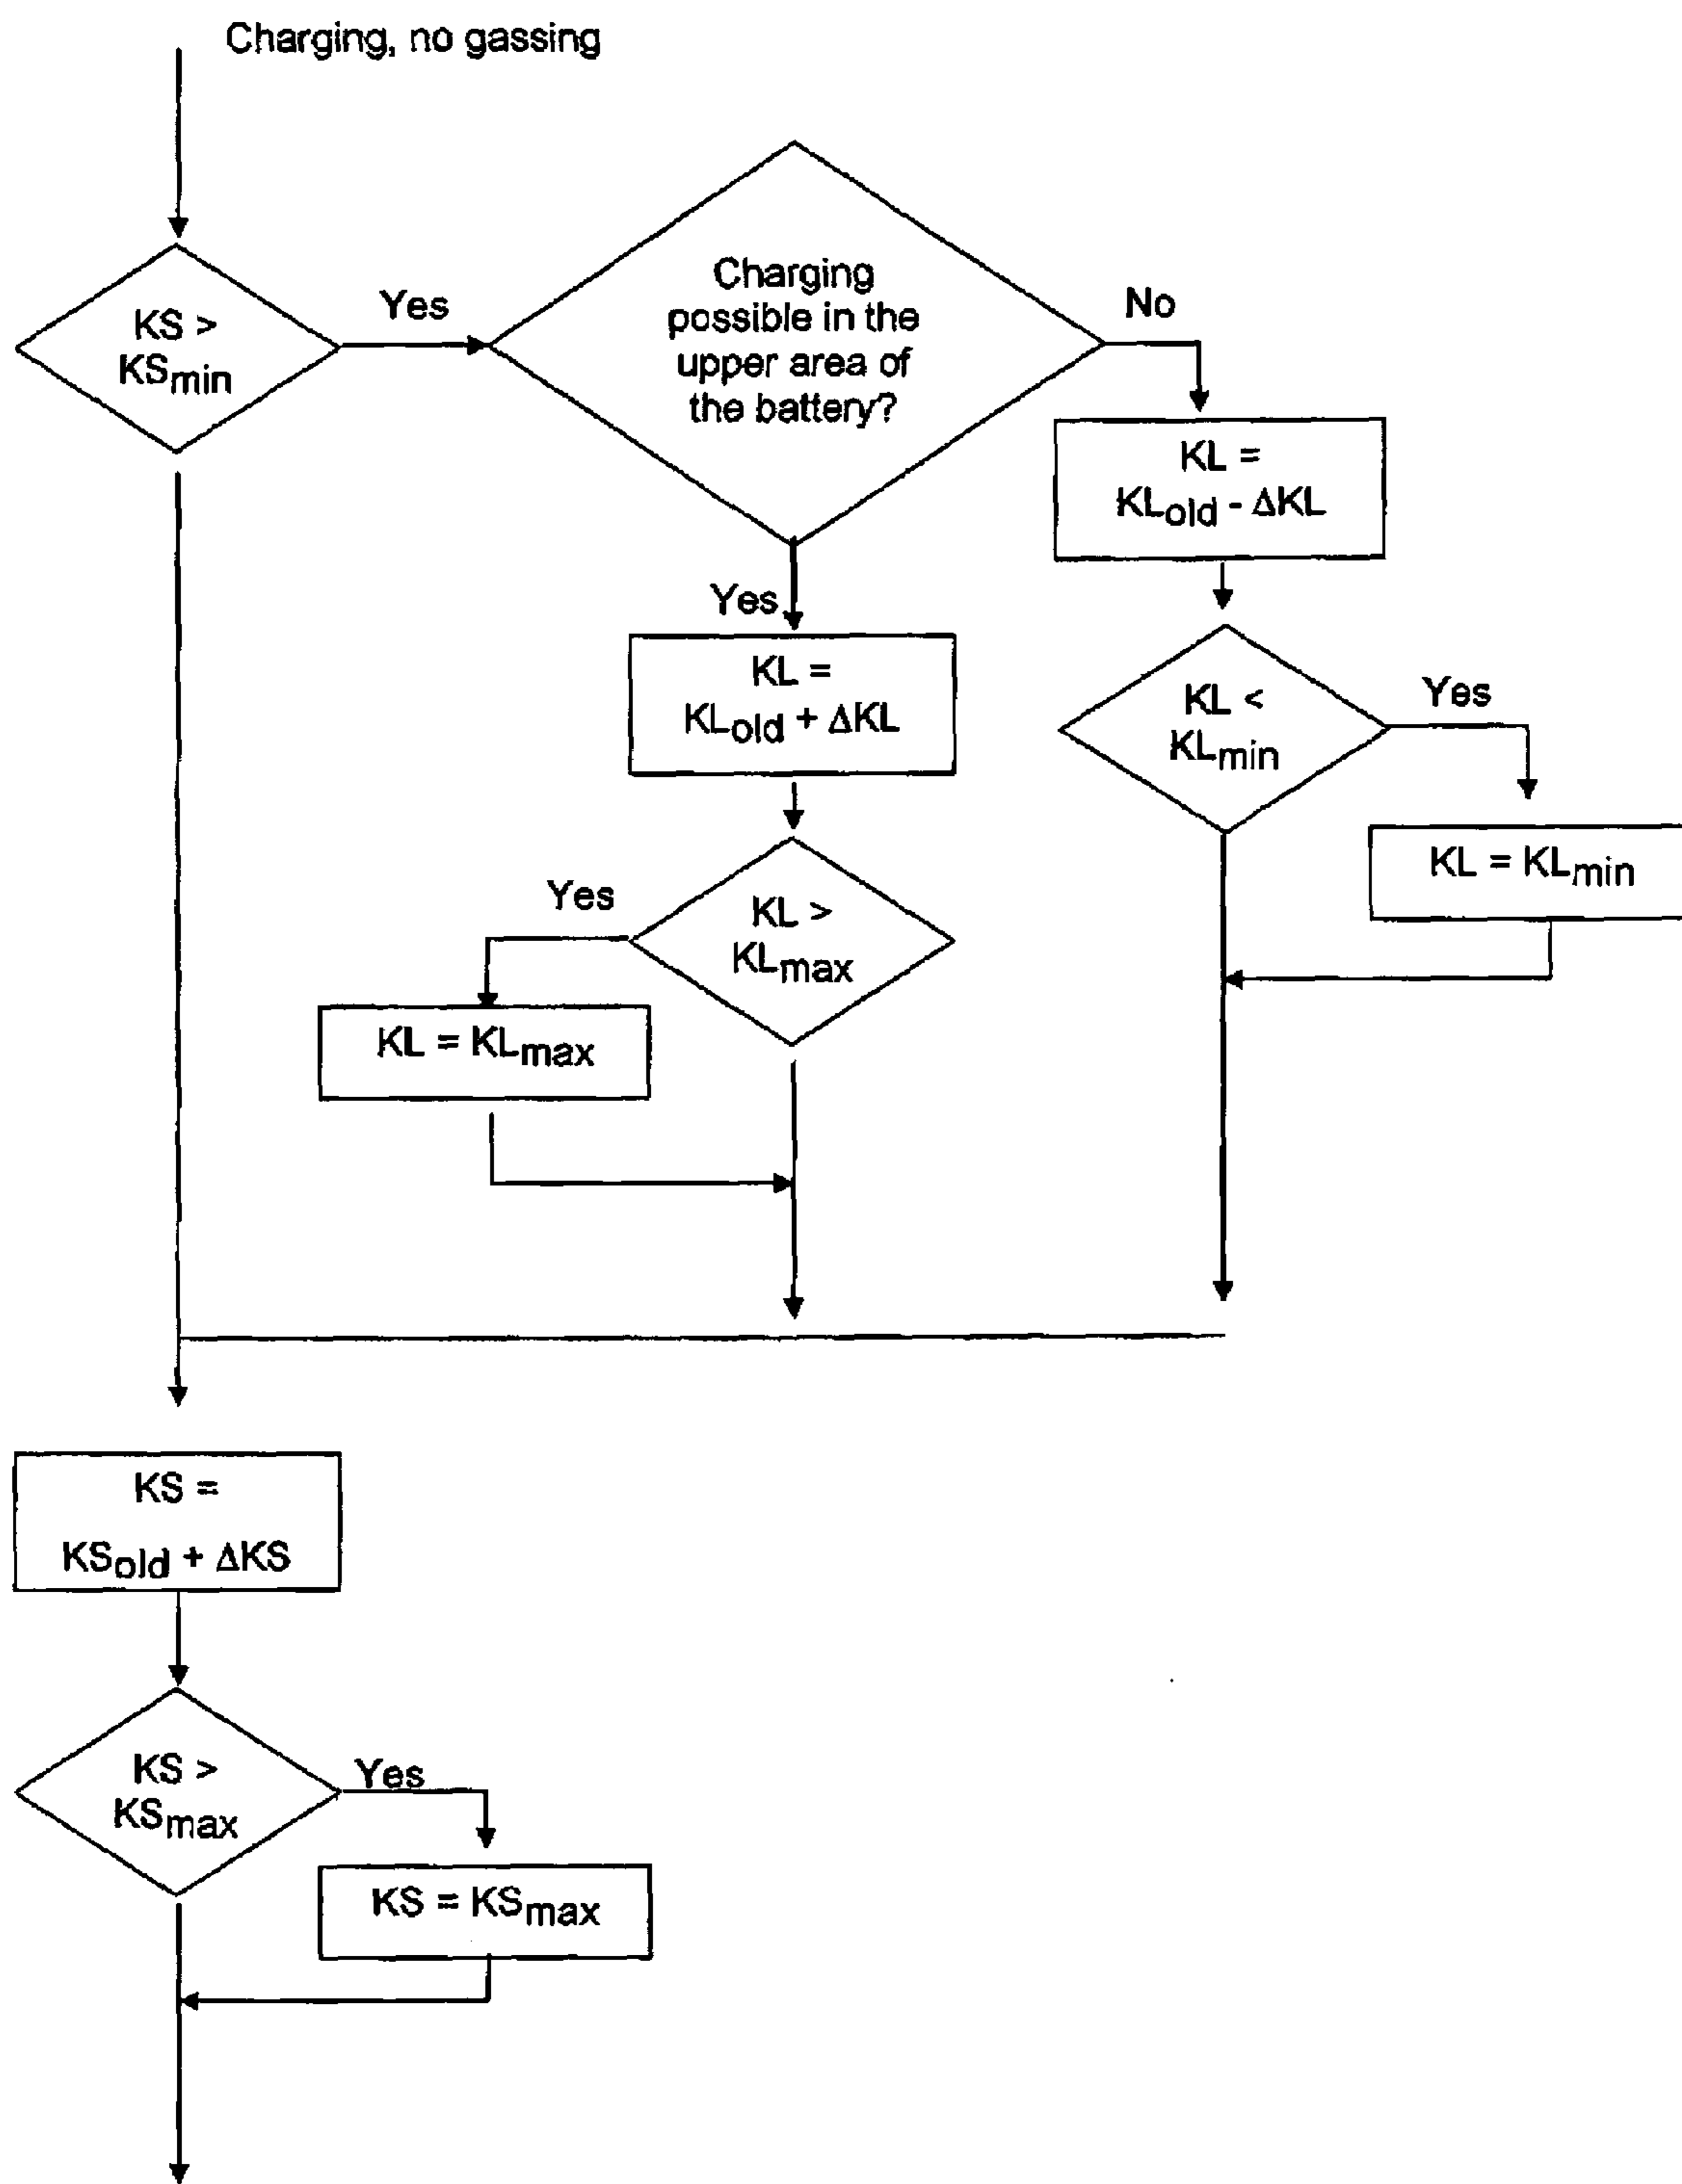 Charging, no gassing
KS >
KSmin
Yes
Charging
possible in the
upper area of
the battery?
No
KL =
KLold - ΔKL
Yes
KL =
KLold + ΔKL
KL <
KLmin
Yes
KL = KLmin
Yes
KL >
KLmax
KL = KLmax
KS =
KSold + ΔKS
KS >
KSmax
Yes
KS = KSmax